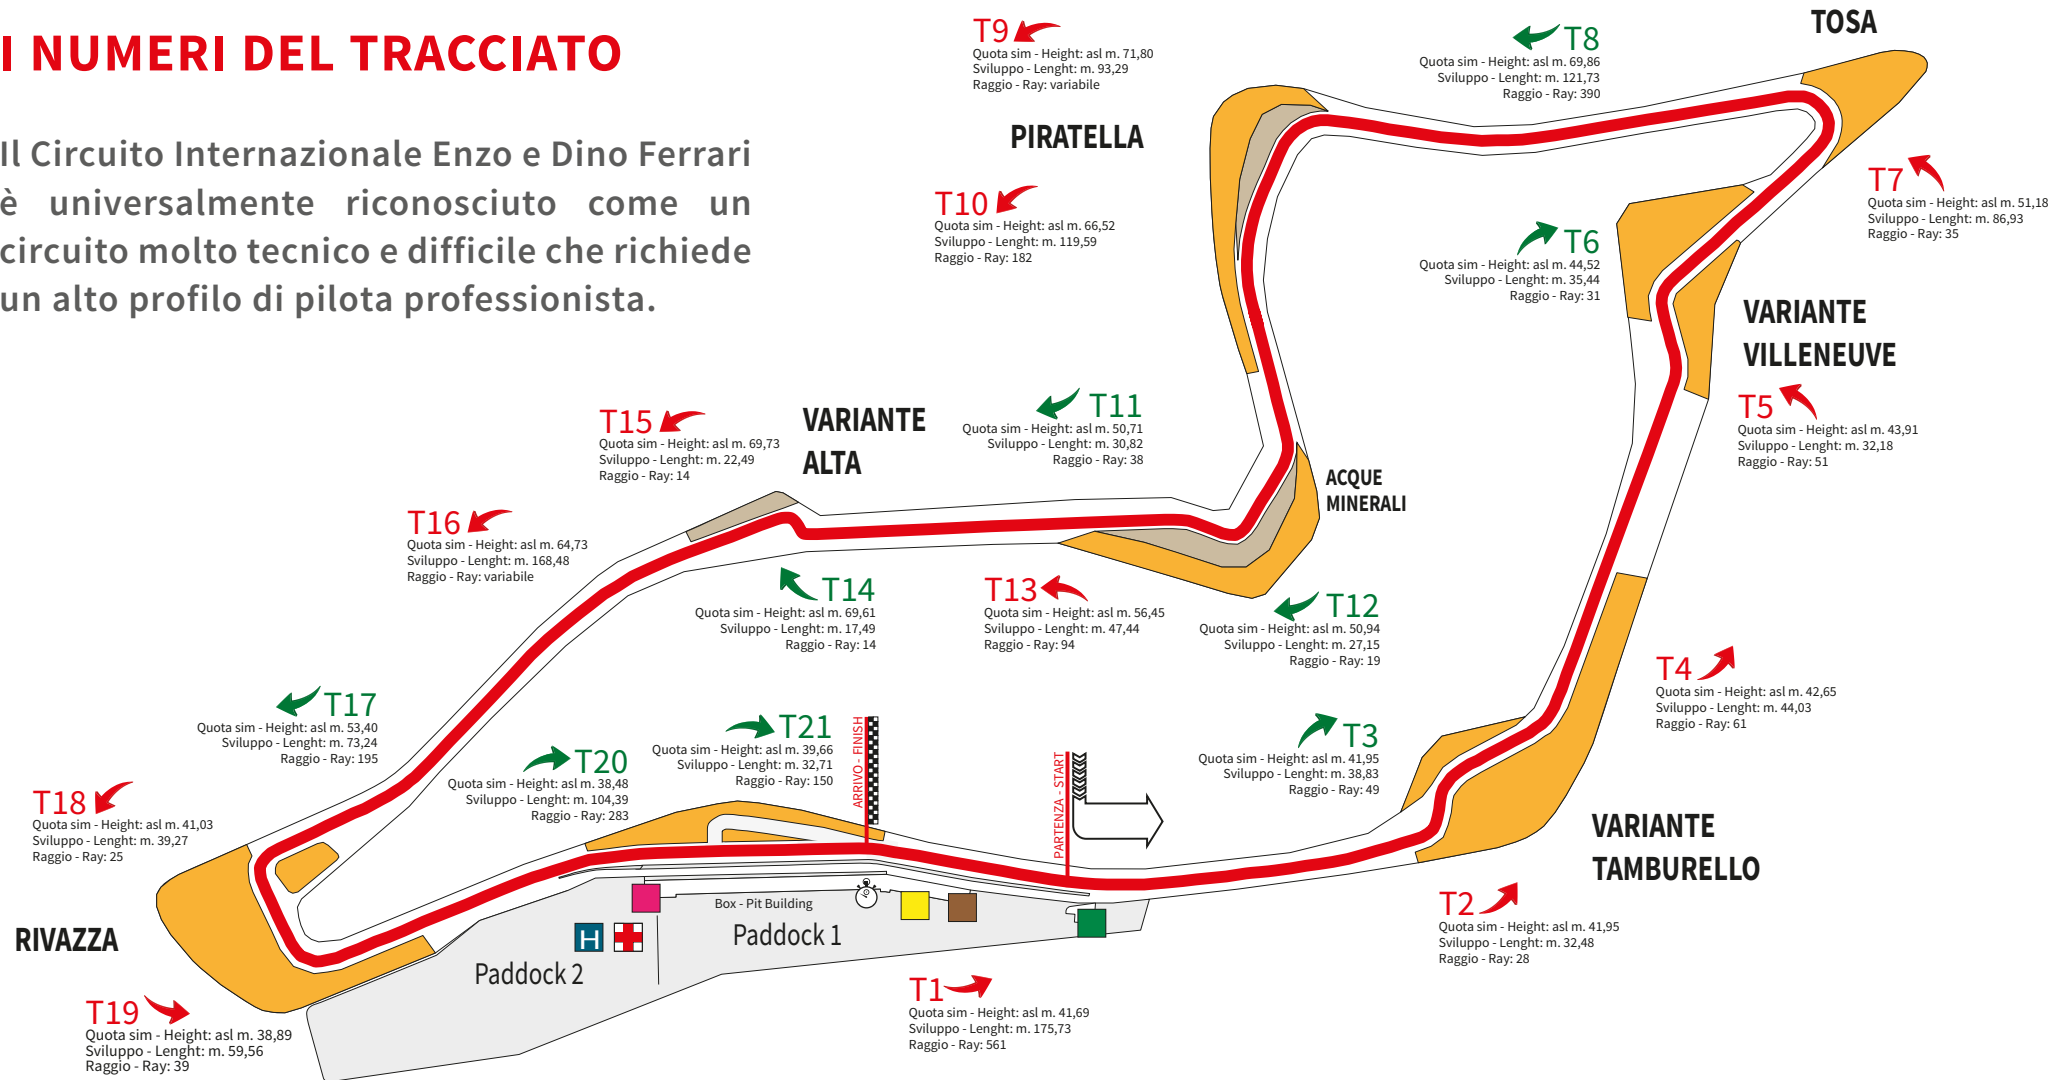 I NUMERI DEL TRACCIATO
Il Circuito Internazionale Enzo e Dino Ferrari
è universalmente riconosciuto come un
circuito molto tecnico e difficile che richiede
un alto profilo di pilota professionista.
T9
Quota sim - Height: asl m. 71,80
Sviluppo - Lenght: m. 93,29
Raggio - Ray: variabile
PIRATELLA
T10
Quota sim - Height: asl m. 66,52
Sviluppo - Lenght: m. 119,59
Raggio - Ray: 182
T8
Quota sim - Height: asl m. 69,86
Sviluppo - Lenght: m. 121,73
Raggio - Ray: 390
TOSA
T7
Quota sim - Height: asl m. 51,18
Sviluppo - Lenght: m. 86,93
Raggio - Ray: 35
T6
Quota sim - Height: asl m. 44,52
Sviluppo - Lenght: m. 35,44
Raggio - Ray: 31
VARIANTE
VILLENEUVE
T5
Quota sim - Height: asl m. 43,91
Sviluppo - Lenght: m. 32,18
Raggio - Ray: 51
T15
Quota sim - Height: asl m. 69,73
Sviluppo - Lenght: m. 22,49
Raggio - Ray: 14
VARIANTE
ALTA
T11
Quota sim - Height: asl m. 50,71
Sviluppo - Lenght: m. 30,82
Raggio - Ray: 38
ACQUE
MINERALI
T16
Quota sim - Height: asl m. 64,73
Sviluppo - Lenght: m. 168,48
Raggio - Ray: variabile
T14
Quota sim - Height: asl m. 69,61
Sviluppo - Lenght: m. 17,49
Raggio - Ray: 14
T13
Quota sim - Height: asl m. 56,45
Sviluppo - Lenght: m. 47,44
Raggio - Ray: 94
T12
Quota sim - Height: asl m. 50,94
Sviluppo - Lenght: m. 27,15
Raggio - Ray: 19
T4
Quota sim - Height: asl m. 42,65
Sviluppo - Lenght: m. 44,03
Raggio - Ray: 61
T17
Quota sim - Height: asl m. 53,40
Sviluppo - Lenght: m. 73,24
Raggio - Ray: 195
T20
Quota sim - Height: asl m. 38,48
Sviluppo - Lenght: m. 104,39
Raggio - Ray: 283
T21
Quota sim - Height: asl m. 39,66
Sviluppo - Lenght: m. 32,71
Raggio - Ray: 150
ARRIVO - FINISH
PARTENZA - START
T3
Quota sim - Height: asl m. 41,95
Sviluppo - Lenght: m. 38,83
Raggio - Ray: 49
VARIANTE
TAMBURELLO
T18
Quota sim - Height: asl m. 41,03
Sviluppo - Lenght: m. 39,27
Raggio - Ray: 25
RIVAZZA
Box - Pit Building
Paddock 1
H
Paddock 2
T2
Quota sim - Height: asl m. 41,95
Sviluppo - Lenght: m. 32,48
Raggio - Ray: 28
T1
Quota sim - Height: asl m. 41,69
Sviluppo - Lenght: m. 175,73
Raggio - Ray: 561
T19
Quota sim - Height: asl m. 38,89
Sviluppo - Lenght: m. 59,56
Raggio - Ray: 39